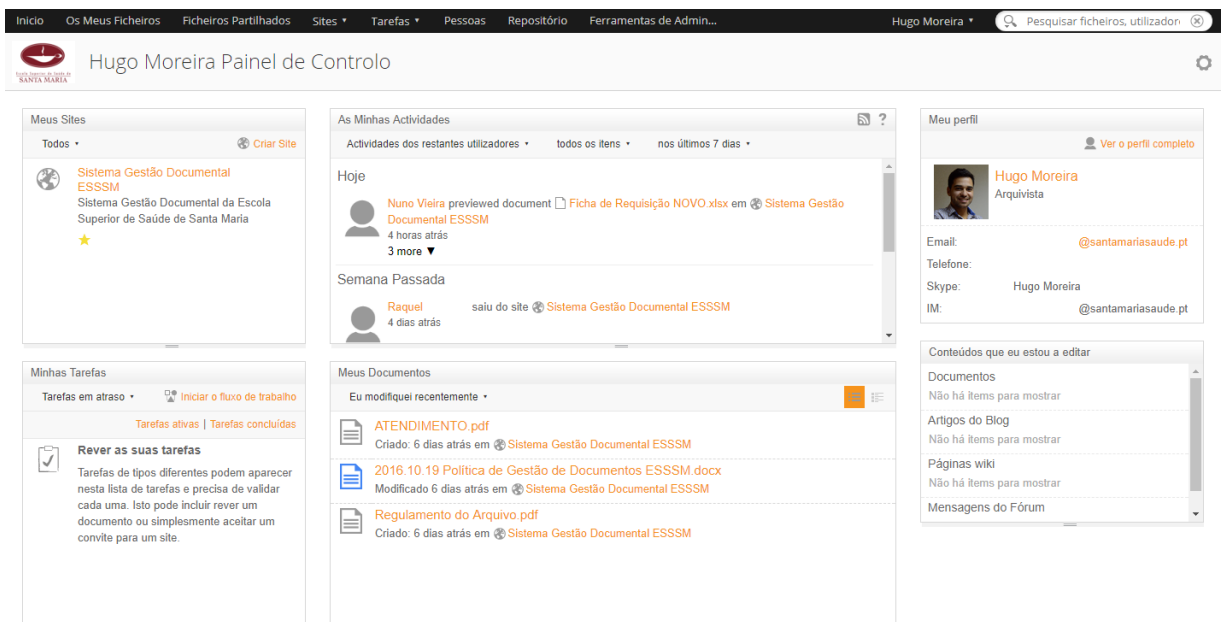 Inicio Os Meus Ficheiros Ficheiros Partilhados Sites Tarefas Pessoas Repositório Ferramentas de Admin... Hugo Moreira Pesquisar ficheiros, utilizador
SANTA MARIA
Hugo Moreira Painel de Controlo
Meus Sites
Todos Criar Site
Sistema Gestão Documental
ESSSM
Sistema Gestão Documental da Escola
Superior de Saúde de Santa Maria
As Minhas Actividades ?
Actividades dos restantes utilizadores todos os itens nos últimos 7 dias
Hoje
Nuno Vieira previewed document Ficha de Requisição NOVO.xlsx em Sistema Gestão
Documental ESSSM
4 horas atrás
3 more ▼
Semana Passada
Raquel saiu do site Sistema Gestão Documental ESSSM
4 dias atrás
Meu perfil
Ver o perfil completo
Hugo Moreira
Arquivista
Email: @santamariasaude.pt
Telefone:
Skype: Hugo Moreira
IM: @santamariasaude.pt
Minhas Tarefas
Tarefas em atraso Iniciar o fluxo de trabalho
Tarefas ativas | Tarefas concluídas
Rever as suas tarefas
Tarefas de tipos diferentes podem aparecer
nesta lista de tarefas e precisa de validar
cada uma. Isto pode incluir rever um
documento ou simplesmente aceitar um
convite para um site.
Meus Documentos
Eu modifiquei recentemente
ATENDIMENTO.pdf
Criado: 6 dias atrás em Sistema Gestão Documental ESSSM
2016.10.19 Política de Gestão de Documentos ESSSM.docx
Modificado 6 dias atrás em Sistema Gestão Documental ESSSM
Regulamento do Arquivo.pdf
Criado: 6 dias atrás em Sistema Gestão Documental ESSSM
Conteúdos que eu estou a editar
Documentos
Não há items para mostrar
Artigos do Blog
Não há items para mostrar
Páginas wiki
Não há items para mostrar
Mensagens do Fórum